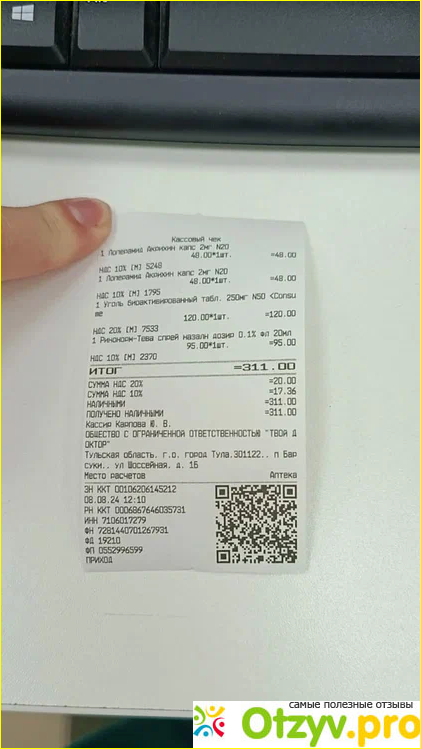 Кассовый чек
1 Лоперамид Акрихин капс 2мг N20
48.00*1шт. =48.00
НДС 10% [М] 5248
1 Лоперамид Акрихин капс 2мг N20
48.00*1шт. =48.00
НДС 10% [М] 1795
1 Уголь биоактивированный табл. 250мг N50 <Consu
me
120.00*1шт. =120.00
НДС 20% [М] 7533
1 Ринонорм-Тева спрей назалн дозир 0.1% фл 20мл
95.00*1шт. =95.00
НДС 10% [М] 2370
ИТОГ =311.00
СУММА НДС 20% =20.00
СУММА НДС 10% =17.36
НАЛИЧНЫМИ =311.00
ПОЛУЧЕНО НАЛИЧНЫМИ =311.00
Кассир Карпова Ю. В.
ОБЩЕСТВО С ОГРАНИЧЕННОЙ ОТВЕТСТВЕННОСТЬЮ "ТВОЙ Д
ОКТОР"
Тульская область, г.о. город Тула,301122,, п Бар
суки,, ул Шоссейная, д. 1Б
Место расчетов Аптека
ЗН ККТ 00106206145212
08.08.24 12:10
РН ККТ 0006867646035731
ИНН 7106017279
ФН 7281440701267931
ФД 19210
ФП 0552996599
ПРИХОД
самые полезные отзывы
Otzyv.pro